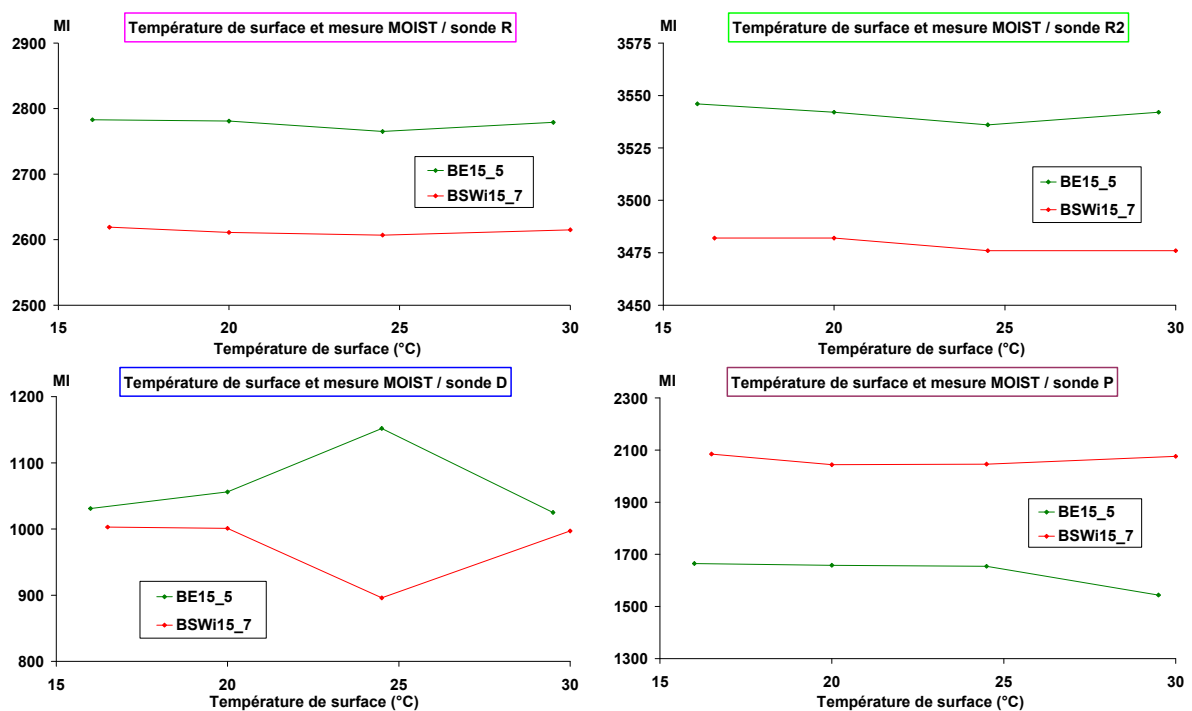 Température de surface et mesure MOIST / sonde R
MI
2900
2800
2700
2600
2500
15
20
25
30
Température de surface (°C)
BE15_5
BSWi15_7
Température de surface et mesure MOIST / sonde R2
MI
3575
3550
3525
3500
3475
3450
15
20
25
30
Température de surface (°C)
BE15_5
BSWi15_7
Température de surface et mesure MOIST / sonde D
MI
1200
1100
1000
900
800
15
20
25
30
Température de surface (°C)
BE15_5
BSWi15_7
Température de surface et mesure MOIST / sonde P
MI
2300
2100
1900
1700
1500
1300
15
20
25
30
Température de surface (°C)
BE15_5
BSWi15_7